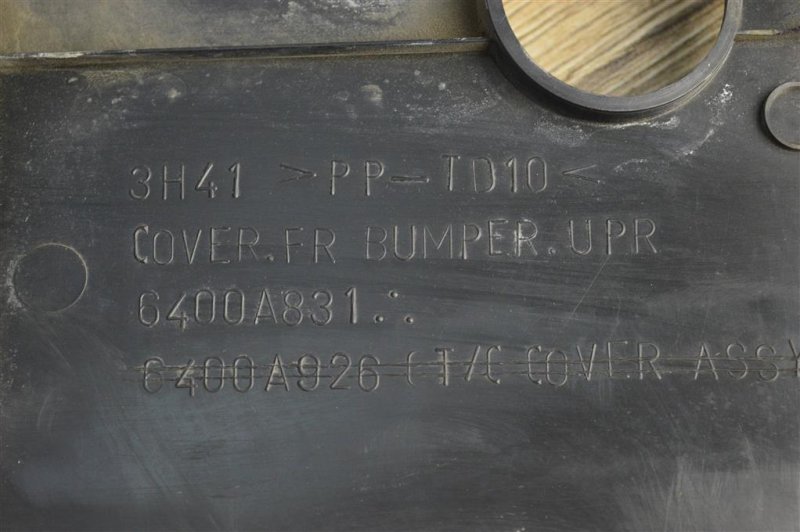 3H41 >PP-TD10<
COVER.FR BUMPER.UPR
6400A831∴
6400A926 (T/C COVER ASSY